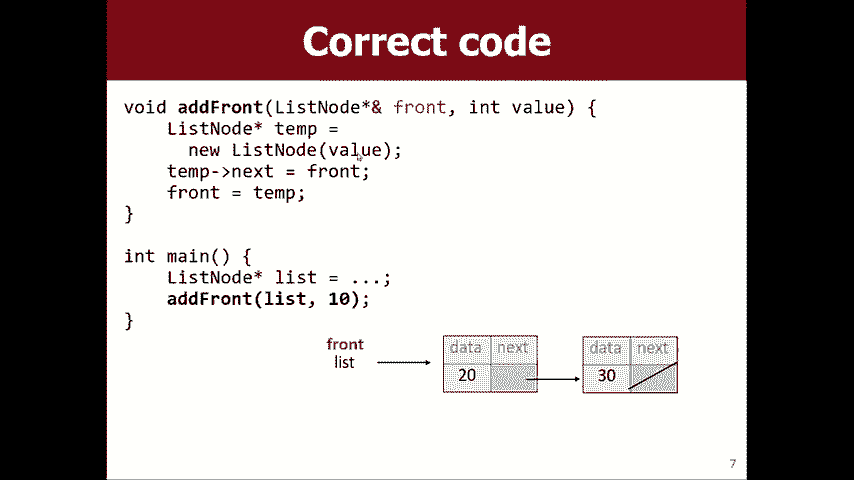 Correct code
void addFront(ListNode*& front, int value) {
    ListNode* temp =
      new ListNode(value);
    temp->next = front;
    front = temp;
}
int main() {
    ListNode* list = ...;
    addFront(list, 10);
}
front
list
data next
20
data next
30
7